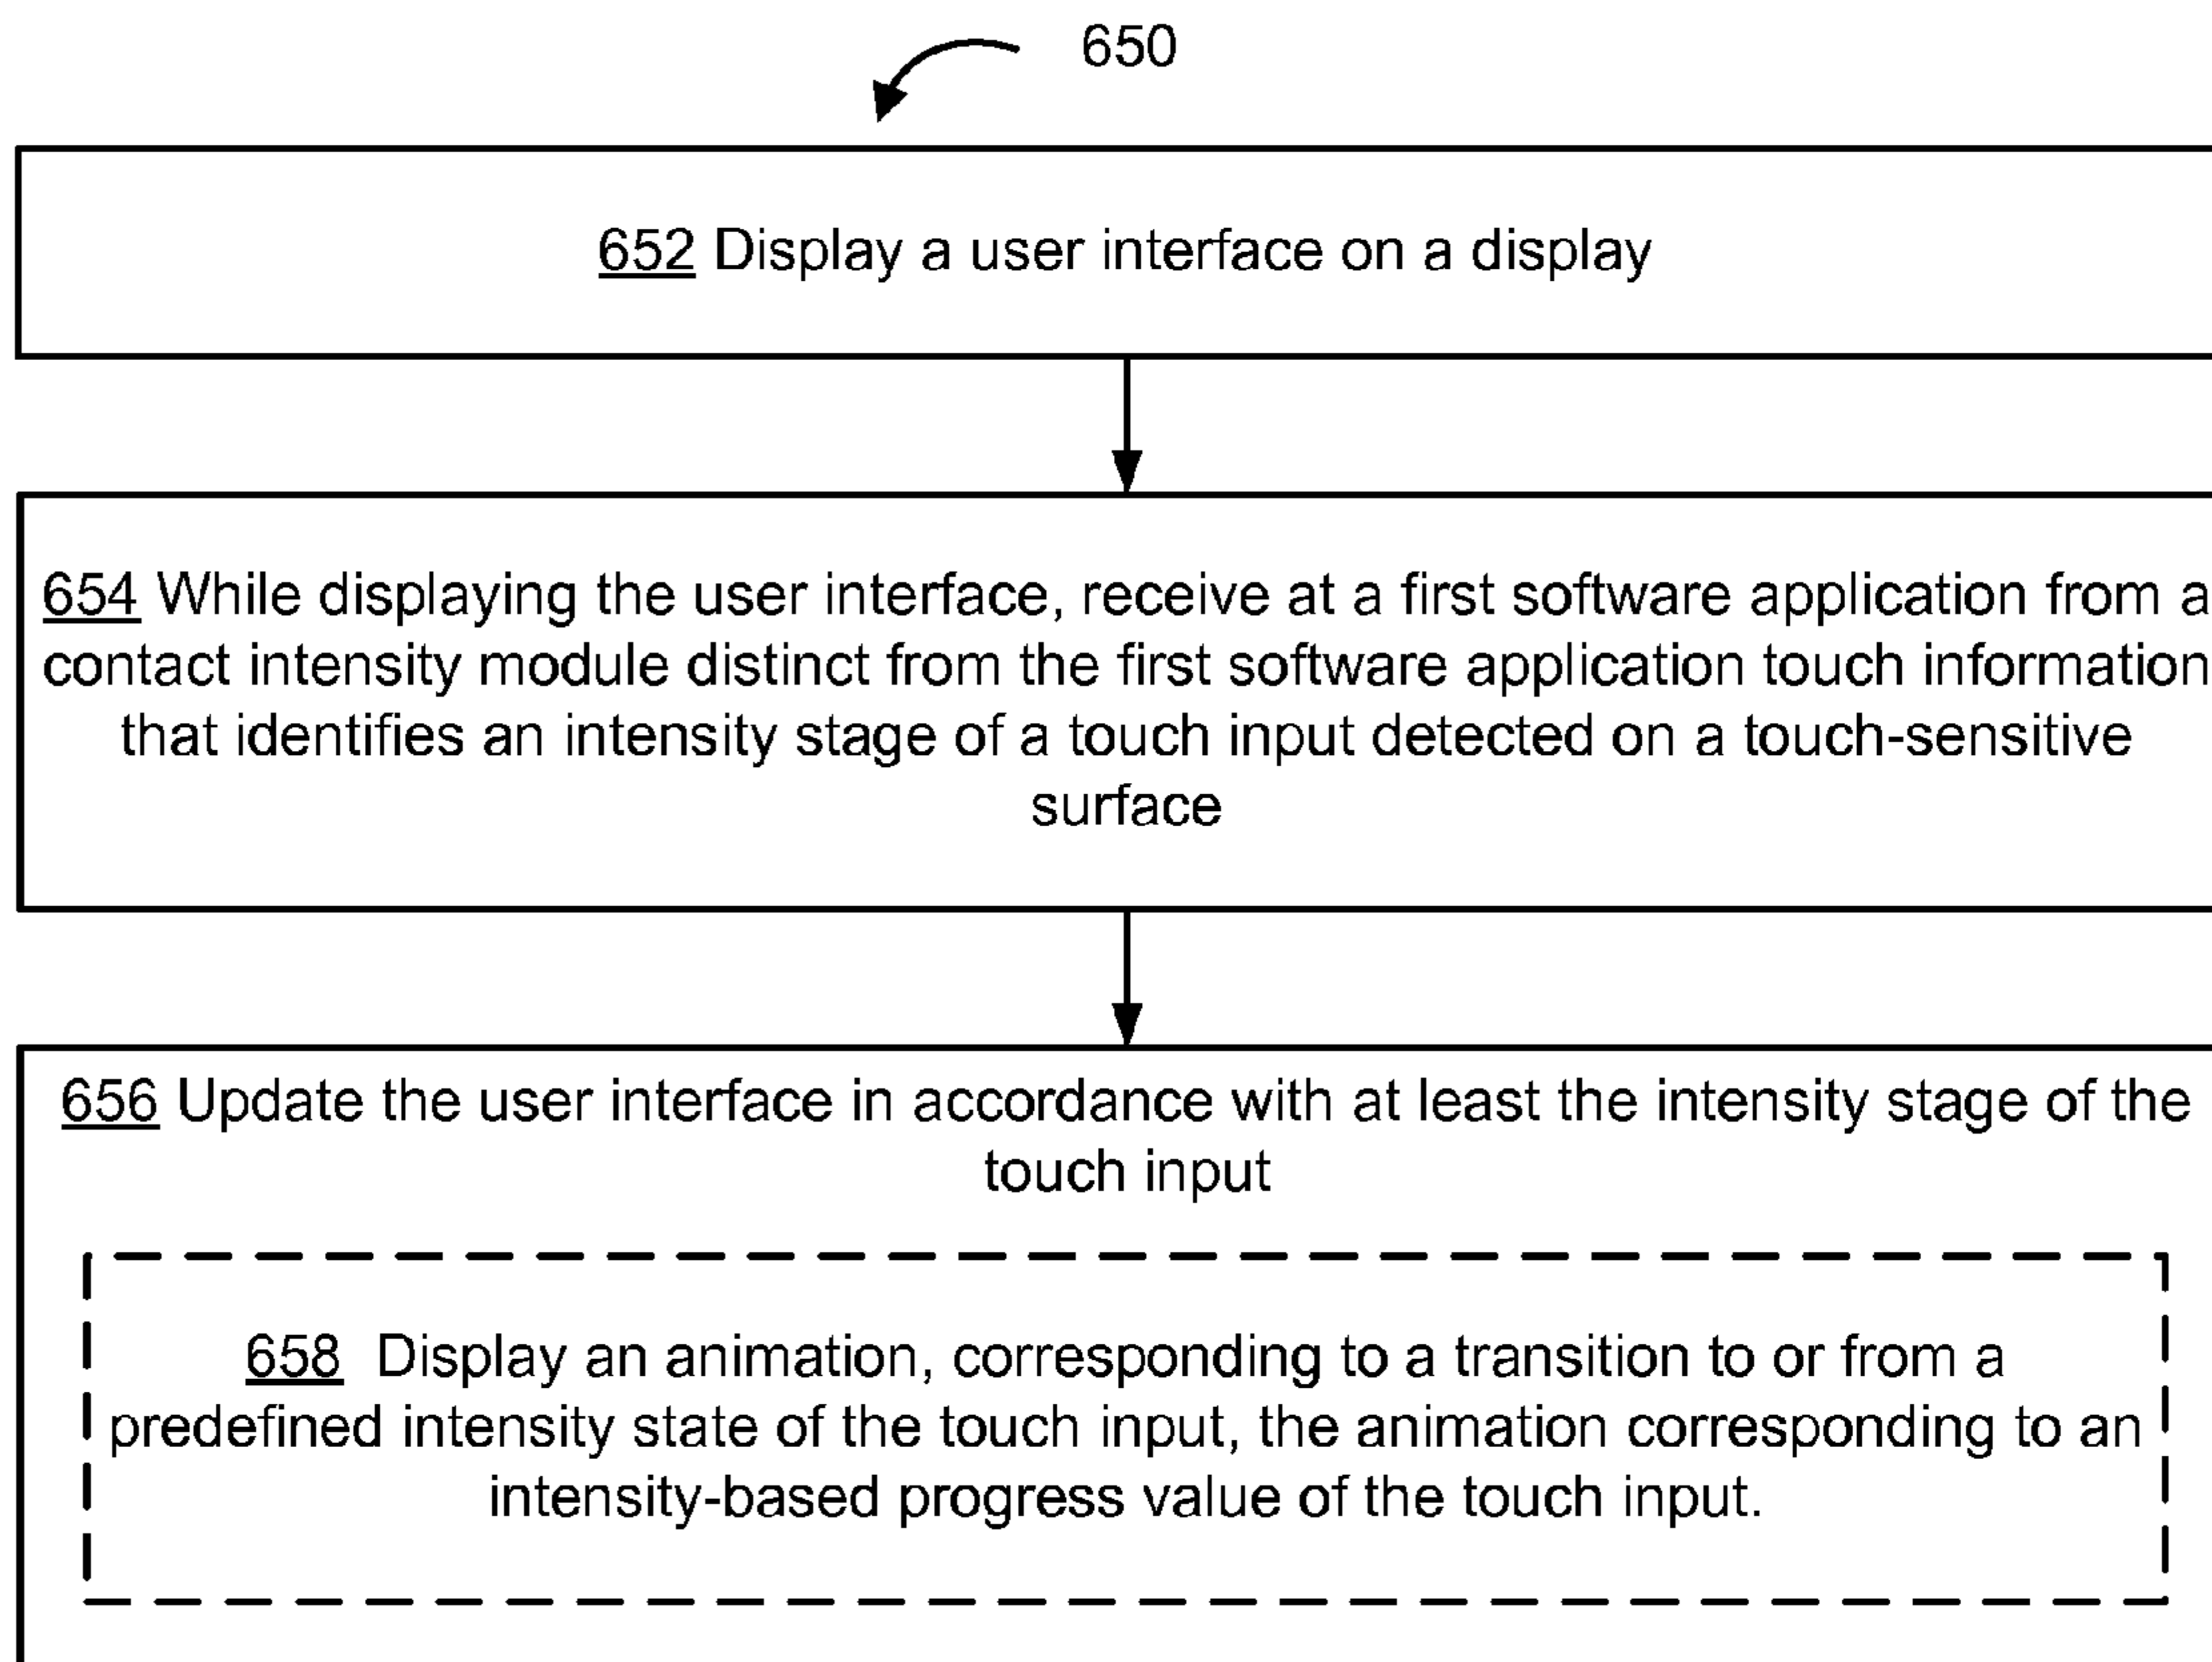 650
652 Display a user interface on a display
654 While displaying the user interface, receive at a first software application from a
contact intensity module distinct from the first software application touch information
that identifies an intensity stage of a touch input detected on a touch-sensitive
surface
656 Update the user interface in accordance with at least the intensity stage of the
touch input
658 Display an animation, corresponding to a transition to or from a
predefined intensity state of the touch input, the animation corresponding to an
intensity-based progress value of the touch input.